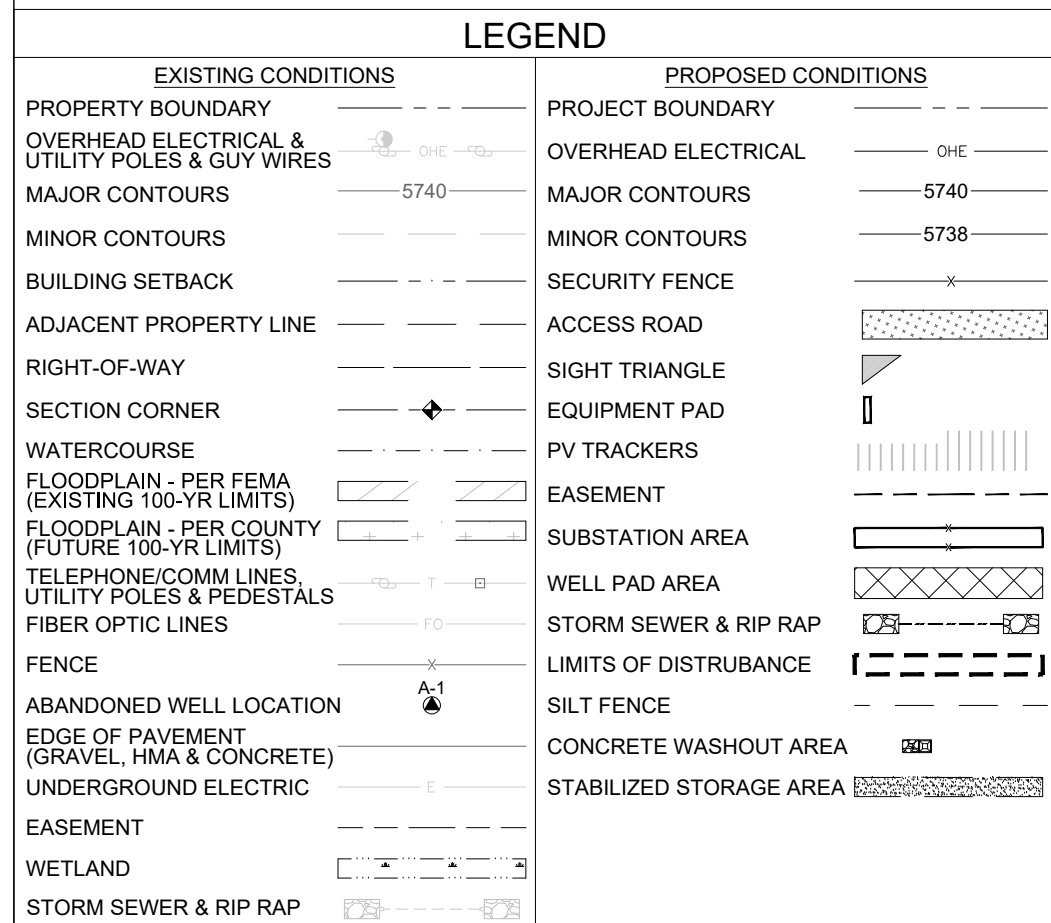 LEGEND
EXISTING CONDITIONS
PROPERTY BOUNDARY
OVERHEAD ELECTRICAL &
UTILITY POLES & GUY WIRES
OHE
MAJOR CONTOURS
5740
MINOR CONTOURS
BUILDING SETBACK
ADJACENT PROPERTY LINE
RIGHT-OF-WAY
SECTION CORNER
WATERCOURSE
FLOODPLAIN - PER FEMA
(EXISTING 100-YR LIMITS)
FLOODPLAIN - PER COUNTY
(FUTURE 100-YR LIMITS)
TELEPHONE/COMM LINES,
UTILITY POLES & PEDESTALS
T
FIBER OPTIC LINES
FO
FENCE
X
ABANDONED WELL LOCATION
A-1
EDGE OF PAVEMENT
(GRAVEL, HMA & CONCRETE)
UNDERGROUND ELECTRIC
E
EASEMENT
WETLAND
STORM SEWER & RIP RAP
PROPOSED CONDITIONS
PROJECT BOUNDARY
OVERHEAD ELECTRICAL
OHE
MAJOR CONTOURS
5740
MINOR CONTOURS
5738
SECURITY FENCE
X
ACCESS ROAD
SIGHT TRIANGLE
EQUIPMENT PAD
PV TRACKERS
EASEMENT
SUBSTATION AREA
WELL PAD AREA
STORM SEWER & RIP RAP
LIMITS OF DISTRUBANCE
SILT FENCE
CONCRETE WASHOUT AREA
STABILIZED STORAGE AREA